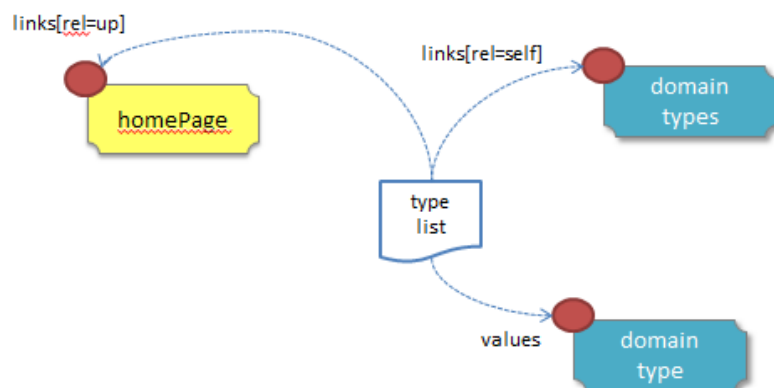 links[rel=up]
links[rel=self]
homePage
domain
types
type
list
values
domain
type